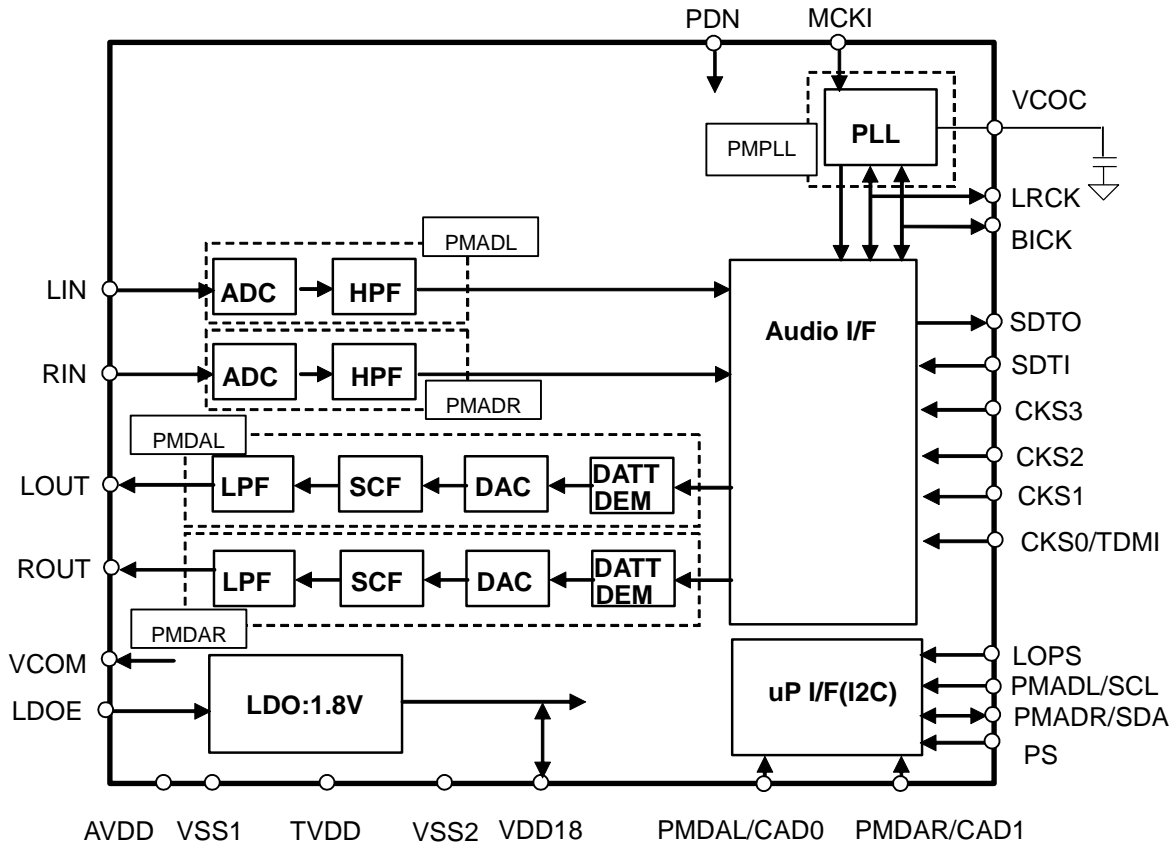 PDN
MCKI
VCOC
PLL
PMPLL
LRCK
BICK
PMADL
LIN
ADC
HPF
Audio I/F
SDTO
RIN
ADC
HPF
SDTI
PMADR
CKS3
PMDAL
CKS2
LOUT
LPF
SCF
DAC
DATT
DEM
CKS1
CKS0/TDMI
ROUT
LPF
SCF
DAC
DATT
DEM
PMDAR
VCOM
LOPS
uP I/F(I2C)
PMADL/SCL
LDOE
LDO:1.8V
PMADR/SDA
PS
AVDD
VSS1
TVDD
VSS2
VDD18
PMDAL/CAD0
PMDAR/CAD1